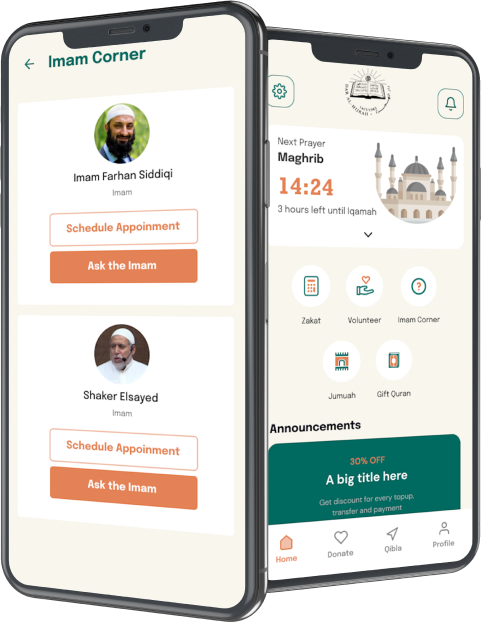 Imam Corner
Imam Farhan Siddiqi
Imam
Schedule Appoinment
Ask the Imam
Shaker Elsayed
Imam
Schedule Appoinment
Ask the Imam
Next Prayer
Maghrib
14:24
3 hours left until Iqamah
Zakat
Volunteer
Imam Corner
Jumuah
Gift Quran
Announcements
30% OFF
A big title here
Get discount for every topup,
transfer and payment
Home
Donate
Qibla
Profile